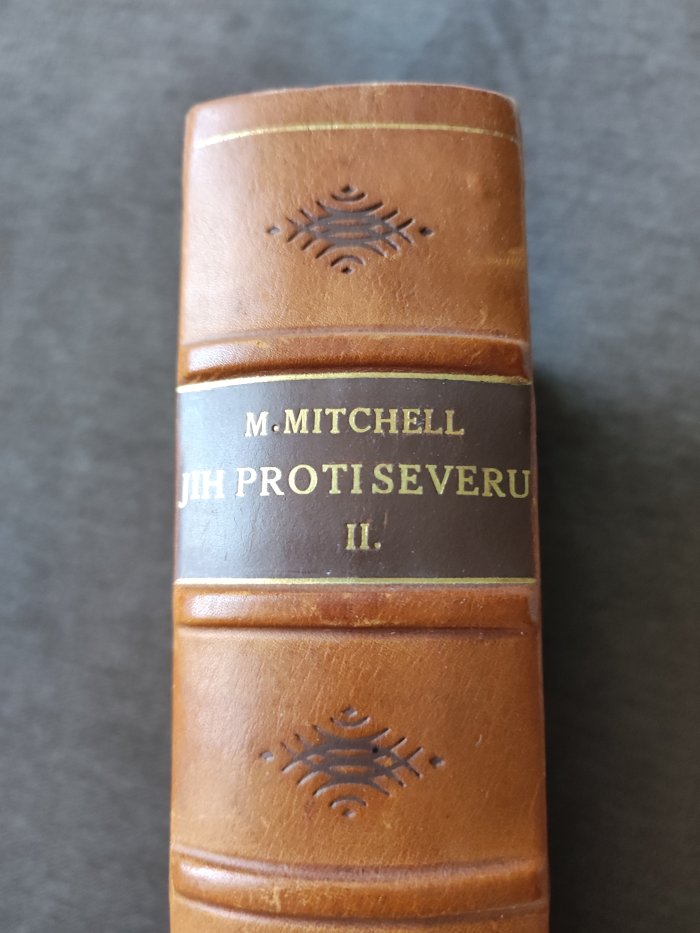 M. MITCHELL
JIH PROTI SEVERU
II.